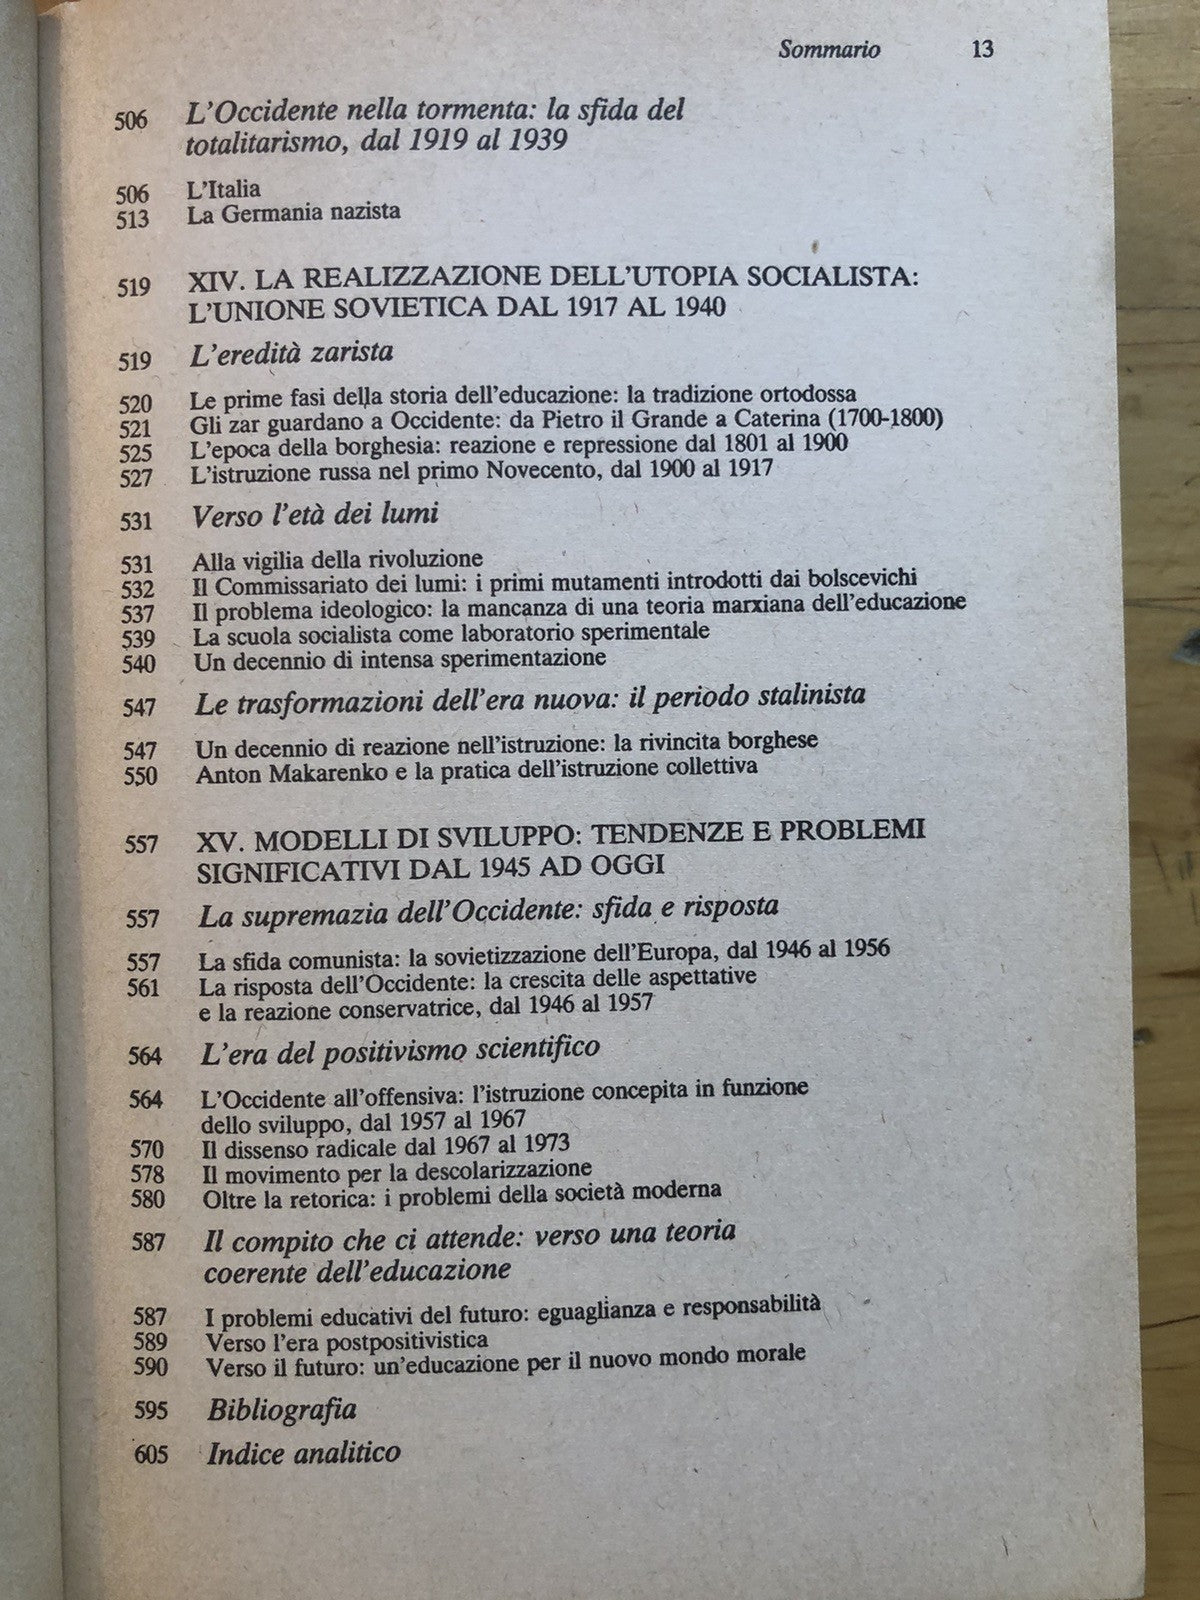 Sommario 13
506 L'Occidente nella tormenta: la sfida del
totalitarismo, dal 1919 al 1939
506 L'Italia
513 La Germania nazista
519 XIV. LA REALIZZAZIONE DELL'UTOPIA SOCIALISTA:
L'UNIONE SOVIETICA DAL 1917 AL 1940
519 L'eredità zarista
520 Le prime fasi della storia dell'educazione: la tradizione ortodossa
521 Gli zar guardano a Occidente: da Pietro il Grande a Caterina (1700-1800)
525 L'epoca della borghesia: reazione e repressione dal 1801 al 1900
527 L'istruzione russa nel primo Novecento, dal 1900 al 1917
531 Verso l'età dei lumi
531 Alla vigilia della rivoluzione
532 Il Commissariato dei lumi: i primi mutamenti introdotti dai bolscevichi
537 Il problema ideologico: la mancanza di una teoria marxiana dell'educazione
539 La scuola socialista come laboratorio sperimentale
540 Un decennio di intensa sperimentazione
547 Le trasformazioni dell'era nuova: il periodo stalinista
547 Un decennio di reazione nell'istruzione: la rivincita borghese
550 Anton Makarenko e la pratica dell'istruzione collettiva
557 XV. MODELLI DI SVILUPPO: TENDENZE E PROBLEMI
SIGNIFICATIVI DAL 1945 AD OGGI
557 La supremazia dell'Occidente: sfida e risposta
557 La sfida comunista: la sovietizzazione dell'Europa, dal 1946 al 1956
561 La risposta dell'Occidente: la crescita delle aspettative
e la reazione conservatrice, dal 1946 al 1957
564 L'era del positivismo scientifico
564 L'Occidente all'offensiva: l'istruzione concepita in funzione
dello sviluppo, dal 1957 al 1967
570 Il dissenso radicale dal 1967 al 1973
578 Il movimento per la descolarizzazione
580 Oltre la retorica: i problemi della società moderna
587 Il compito che ci attende: verso una teoria
coerente dell'educazione
587 I problemi educativi del futuro: eguaglianza e responsabilità
589 Verso l'era postpositivistica
590 Verso il futuro: un'educazione per il nuovo mondo morale
595 Bibliografia
605 Indice analitico